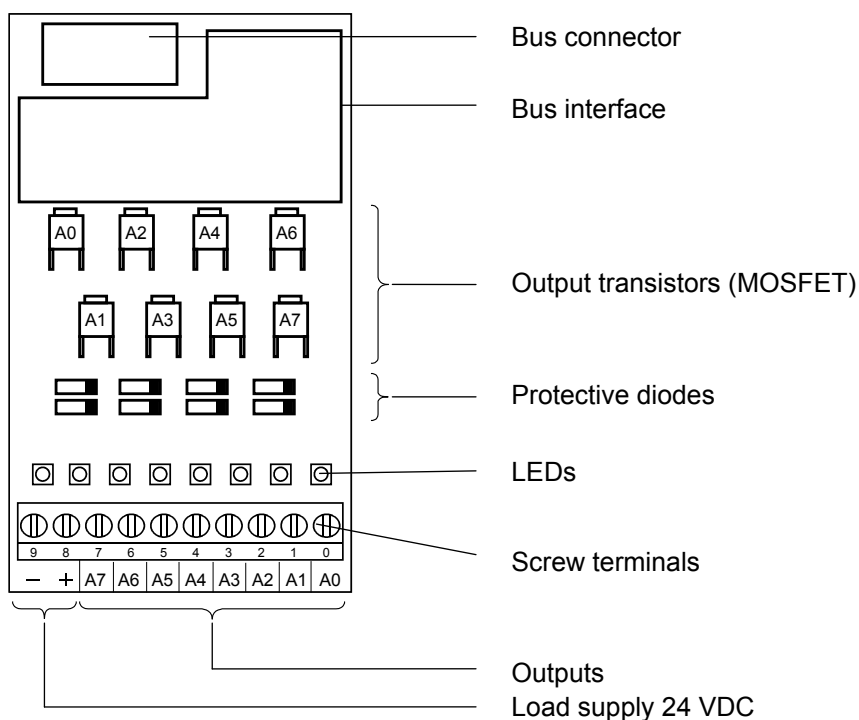 Bus connector
Bus interface
A0 A2 A4 A6
Output transistors (MOSFET)
A1 A3 A5 A7
Protective diodes
LEDs
9 8 7 6 5 4 3 2 1 0
Screw terminals
– + A7 A6 A5 A4 A3 A2 A1 A0
Outputs
Load supply 24 VDC